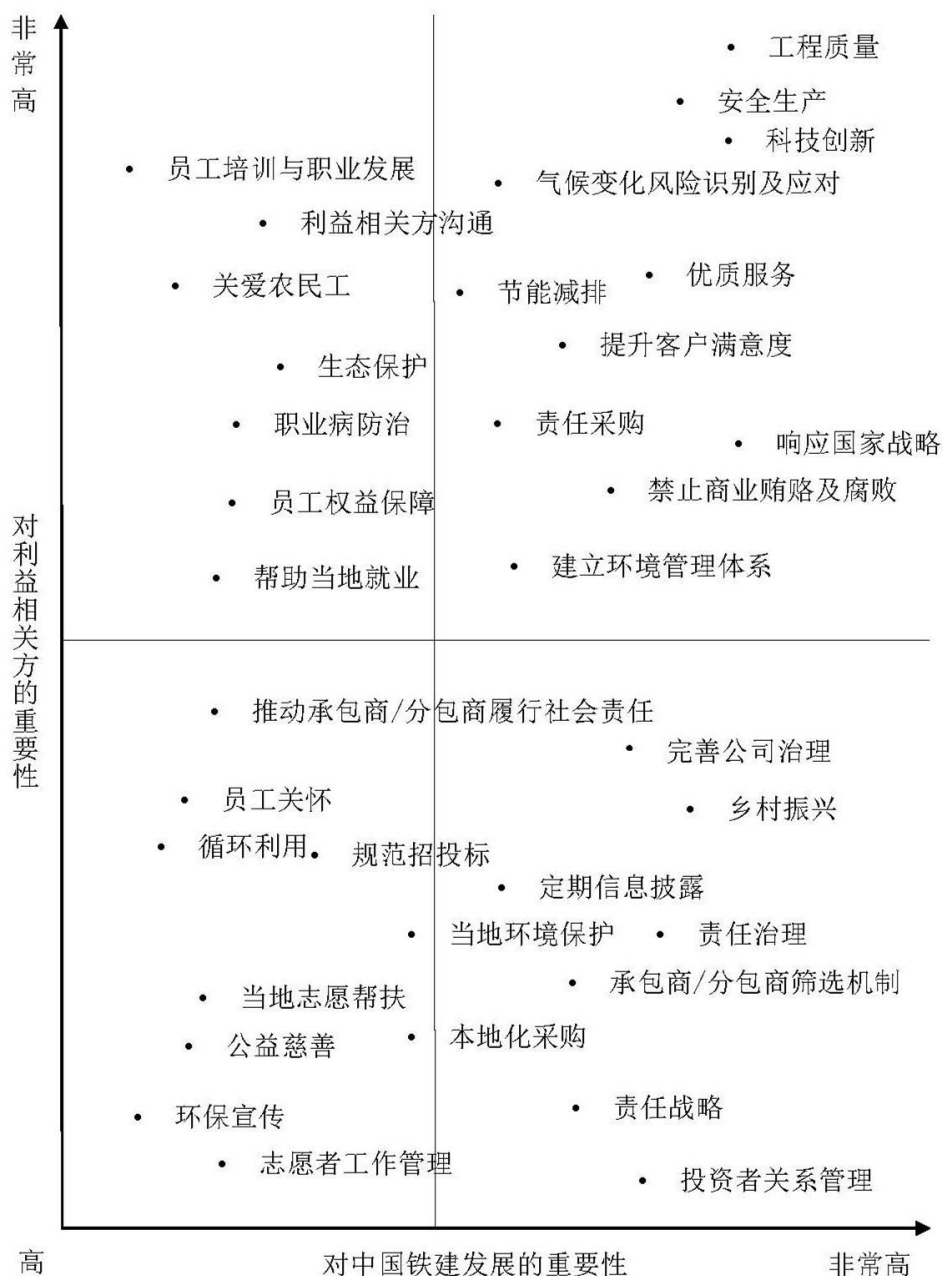 非常高
工程质量
安全生产
科技创新
员工培训与职业发展
气候变化风险识别及应对
利益相关方沟通
优质服务
关爱农民工
节能减排
提升客户满意度
生态保护
职业病防治
责任采购
响应国家战略
禁止商业贿赂及腐败
员工权益保障
建立环境管理体系
帮助当地就业
对利益相关方的重要性
推动承包商/分包商履行社会责任
完善公司治理
员工关怀
乡村振兴
循环利用
规范招投标
定期信息披露
当地环境保护
责任治理
承包商/分包商筛选机制
当地志愿帮扶
公益慈善
本地化采购
环保宣传
责任战略
志愿者工作管理
投资者关系管理
高
对中国铁建发展的重要性
非常高